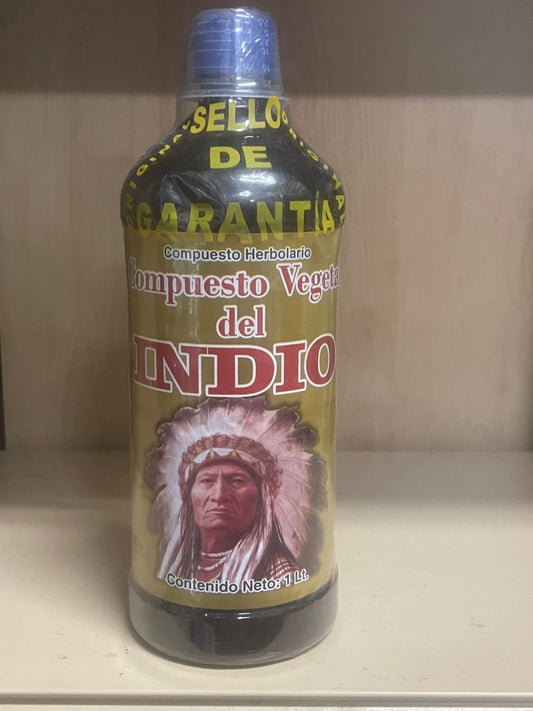 SELLO
DE
GARANTÍA
Compuesto Herbolario
Compuesto Vegeta
del
INDIO
Contenido Neto: 1 Lt.